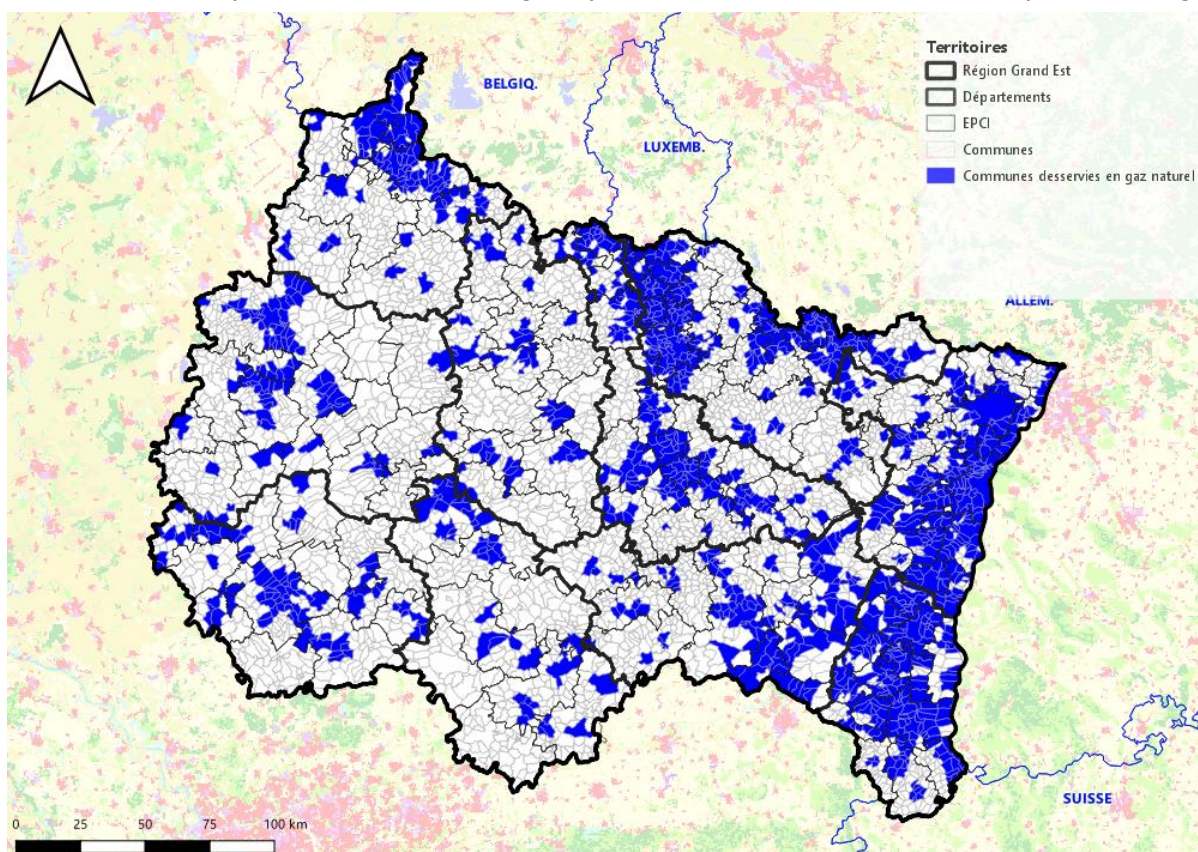 BELGIQ.
LUXEMB.
Territoires
Région Grand Est
Départements
EPCI
Communes
Communes desservies en gaz naturel
ALLEM.
SUISSE
0 25 50 75 100 km